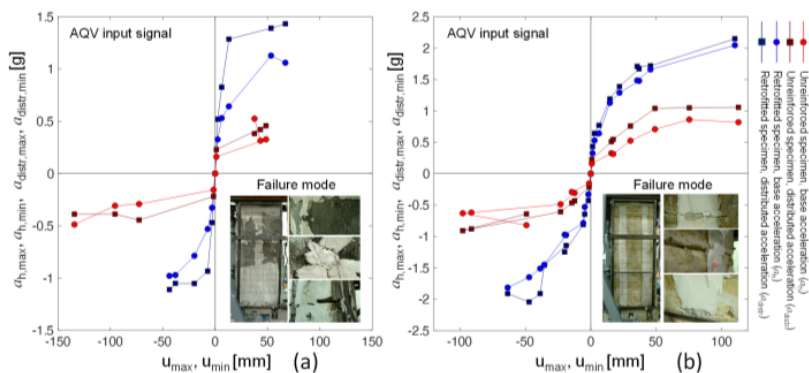 AQV input signal
a_h,max, a_h,min, a_distr,max, a_distr,min [g]
1.5
1
0.5
0
-0.5
-1
-1.5
Failure mode
-150 -100 -50 0 50 100 150
u_max, u_min [mm] (a)
AQV input signal
a_h,max, a_h,min, a_distr,max, a_distr,min [g]
2.5
2
1.5
1
0.5
0
-0.5
-1
-1.5
-2
-2.5
Failure mode
-100 -50 0 50 100
u_max, u_min [mm] (b)
Unreinforced specimen, base acceleration (a_h)
Unreinforced specimen, distributed acceleration (a_distr)
Retrofitted specimen, base acceleration (a_h)
Retrofitted specimen, distributed acceleration (a_distr)